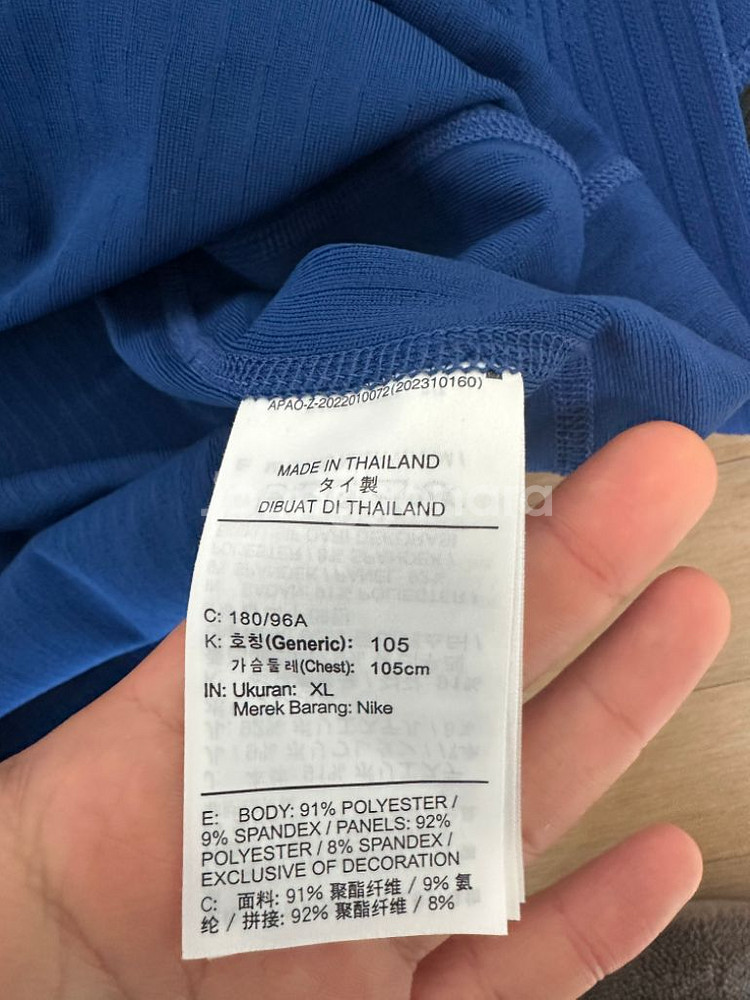 APAO-Z-2022010072(202310160)
MADE IN THAILAND
タイ製
DIBUAT DI THAILAND
C: 180/96A
K: 호칭(Generic): 105
가슴둘레(Chest): 105cm
IN: Ukuran: XL
Merek Barang: Nike
E: BODY: 91% POLYESTER /
9% SPANDEX / PANELS: 92%
POLYESTER / 8% SPANDEX /
EXCLUSIVE OF DECORATION
C: 面料: 91% 聚酯纤维 / 9% 氨
纶 / 拼接: 92% 聚酯纤维 / 8%